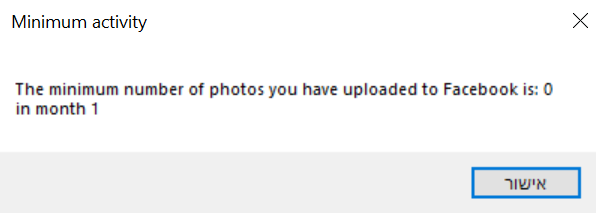 Minimum activity
The minimum number of photos you have uploaded to Facebook is: 0
in month 1
אישור